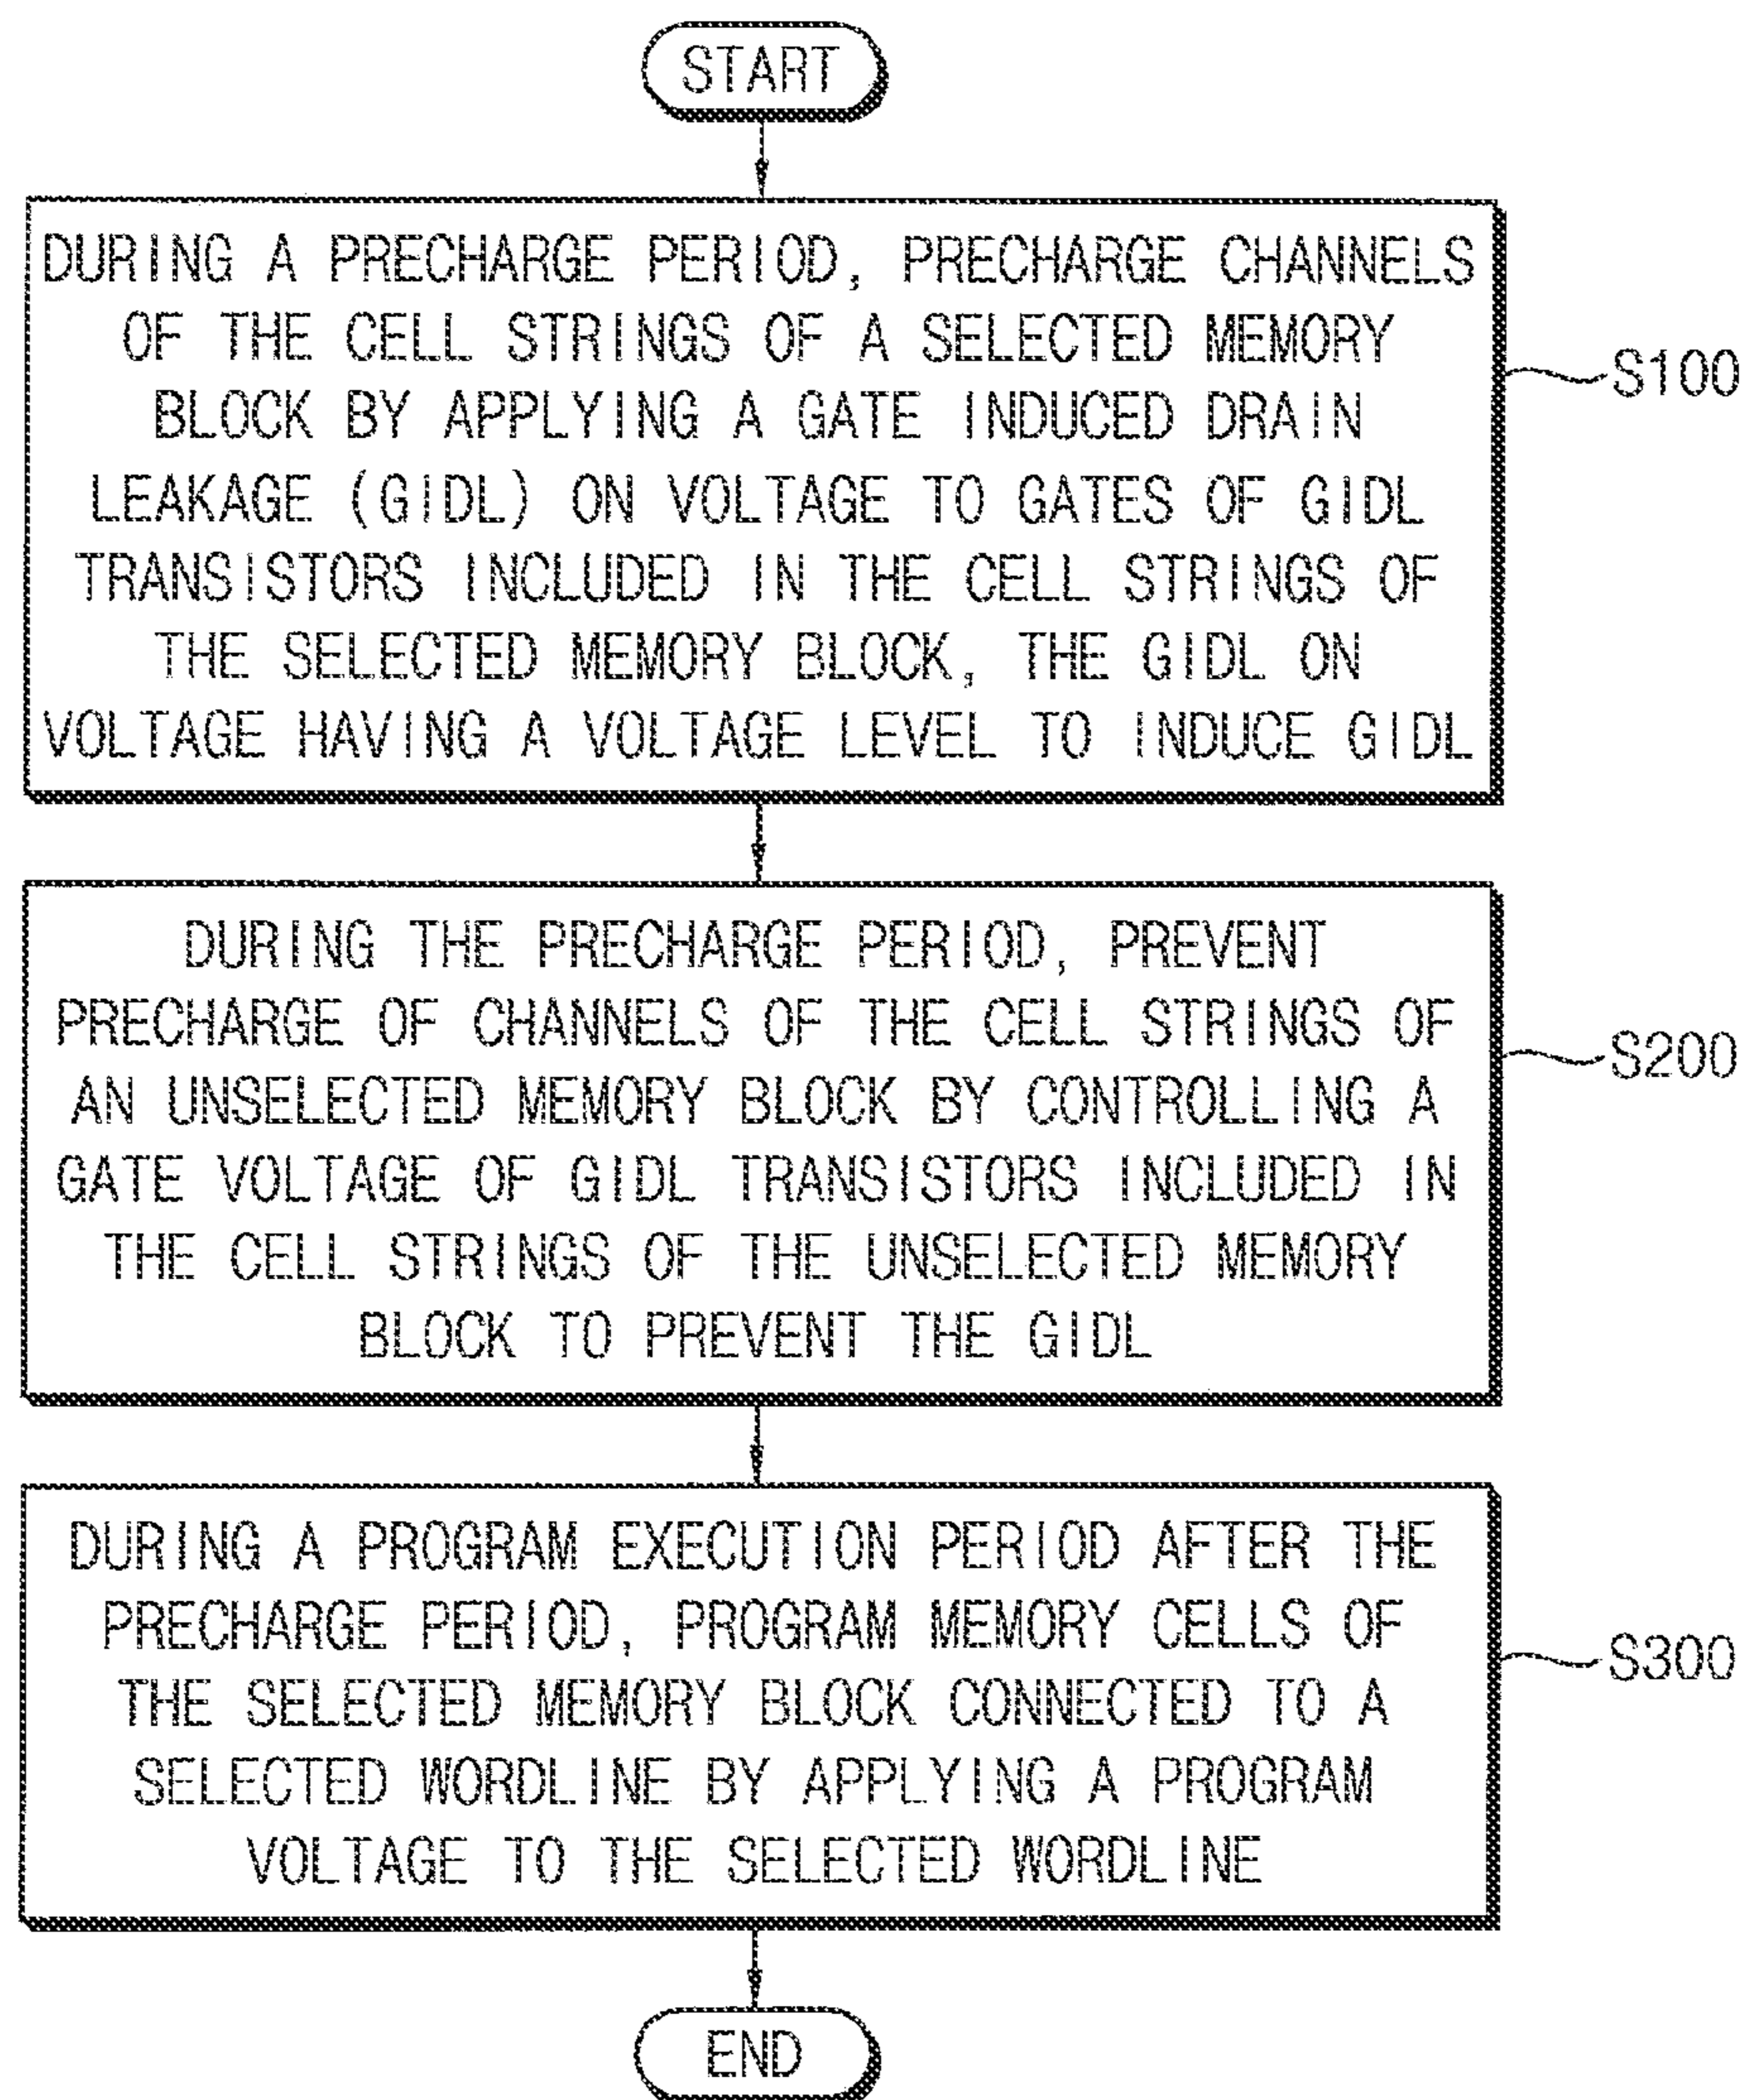 START
DURING A PRECHARGE PERIOD, PRECHARGE CHANNELS
OF THE CELL STRINGS OF A SELECTED MEMORY
BLOCK BY APPLYING A GATE INDUCED DRAIN
LEAKAGE (GIDL) ON VOLTAGE TO GATES OF GIDL
TRANSISTORS INCLUDED IN THE CELL STRINGS OF
THE SELECTED MEMORY BLOCK, THE GIDL ON
VOLTAGE HAVING A VOLTAGE LEVEL TO INDUCE GIDL
S100
DURING THE PRECHARGE PERIOD, PREVENT
PRECHARGE OF CHANNELS OF THE CELL STRINGS OF
AN UNSELECTED MEMORY BLOCK BY CONTROLLING A
GATE VOLTAGE OF GIDL TRANSISTORS INCLUDED IN
THE CELL STRINGS OF THE UNSELECTED MEMORY
BLOCK TO PREVENT THE GIDL
S200
DURING A PROGRAM EXECUTION PERIOD AFTER THE
PRECHARGE PERIOD, PROGRAM MEMORY CELLS OF
THE SELECTED MEMORY BLOCK CONNECTED TO A
SELECTED WORDLINE BY APPLYING A PROGRAM
VOLTAGE TO THE SELECTED WORDLINE
S300
END